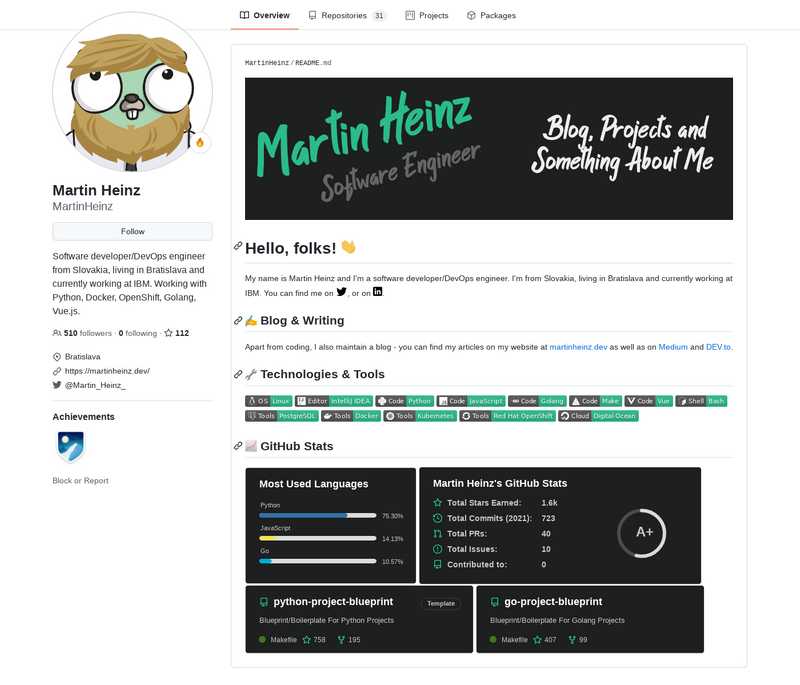 Overview
Repositories 31
Projects
Packages
Martin Heinz
MartinHeinz
Follow
Software developer/DevOps engineer
from Slovakia, living in Bratislava and
currently working at IBM. Working with
Python, Docker, OpenShift, Golang,
Vue.js.
510 followers · 0 following · 112
Bratislava
https://martinheinz.dev/
@Martin_Heinz_
Achievements
Block or Report
MartinHeinz/README.md
Martin Heinz
Software Engineer
Blog, Projects and
Something About Me
Hello, folks!
My name is Martin Heinz and I'm a software developer/DevOps engineer. I'm from Slovakia, living in Bratislava and currently working at
IBM. You can find me on , or on .
Blog & Writing
Apart from coding, I also maintain a blog - you can find my articles on my website at martinheinz.dev as well as on Medium and DEV.to.
Technologies & Tools
OS Linux Editor IntelliJ IDEA Code Python Code JavaScript Code Golang Code Make Code Vue Shell Bash
Tools PostgreSQL Tools Docker Tools Kubernetes Tools Red Hat OpenShift Cloud Digital Ocean
GitHub Stats
Most Used Languages
Python
75.30%
JavaScript
14.13%
Go
10.57%
Martin Heinz's GitHub Stats
Total Stars Earned: 1.6k
Total Commits (2021): 723
Total PRs: 40
Total Issues: 10
Contributed to: 0
A+
python-project-blueprint Template
Blueprint/Boilerplate For Python Projects
Makefile 758 195
go-project-blueprint
Blueprint/Boilerplate For Golang Projects
Makefile 407 99